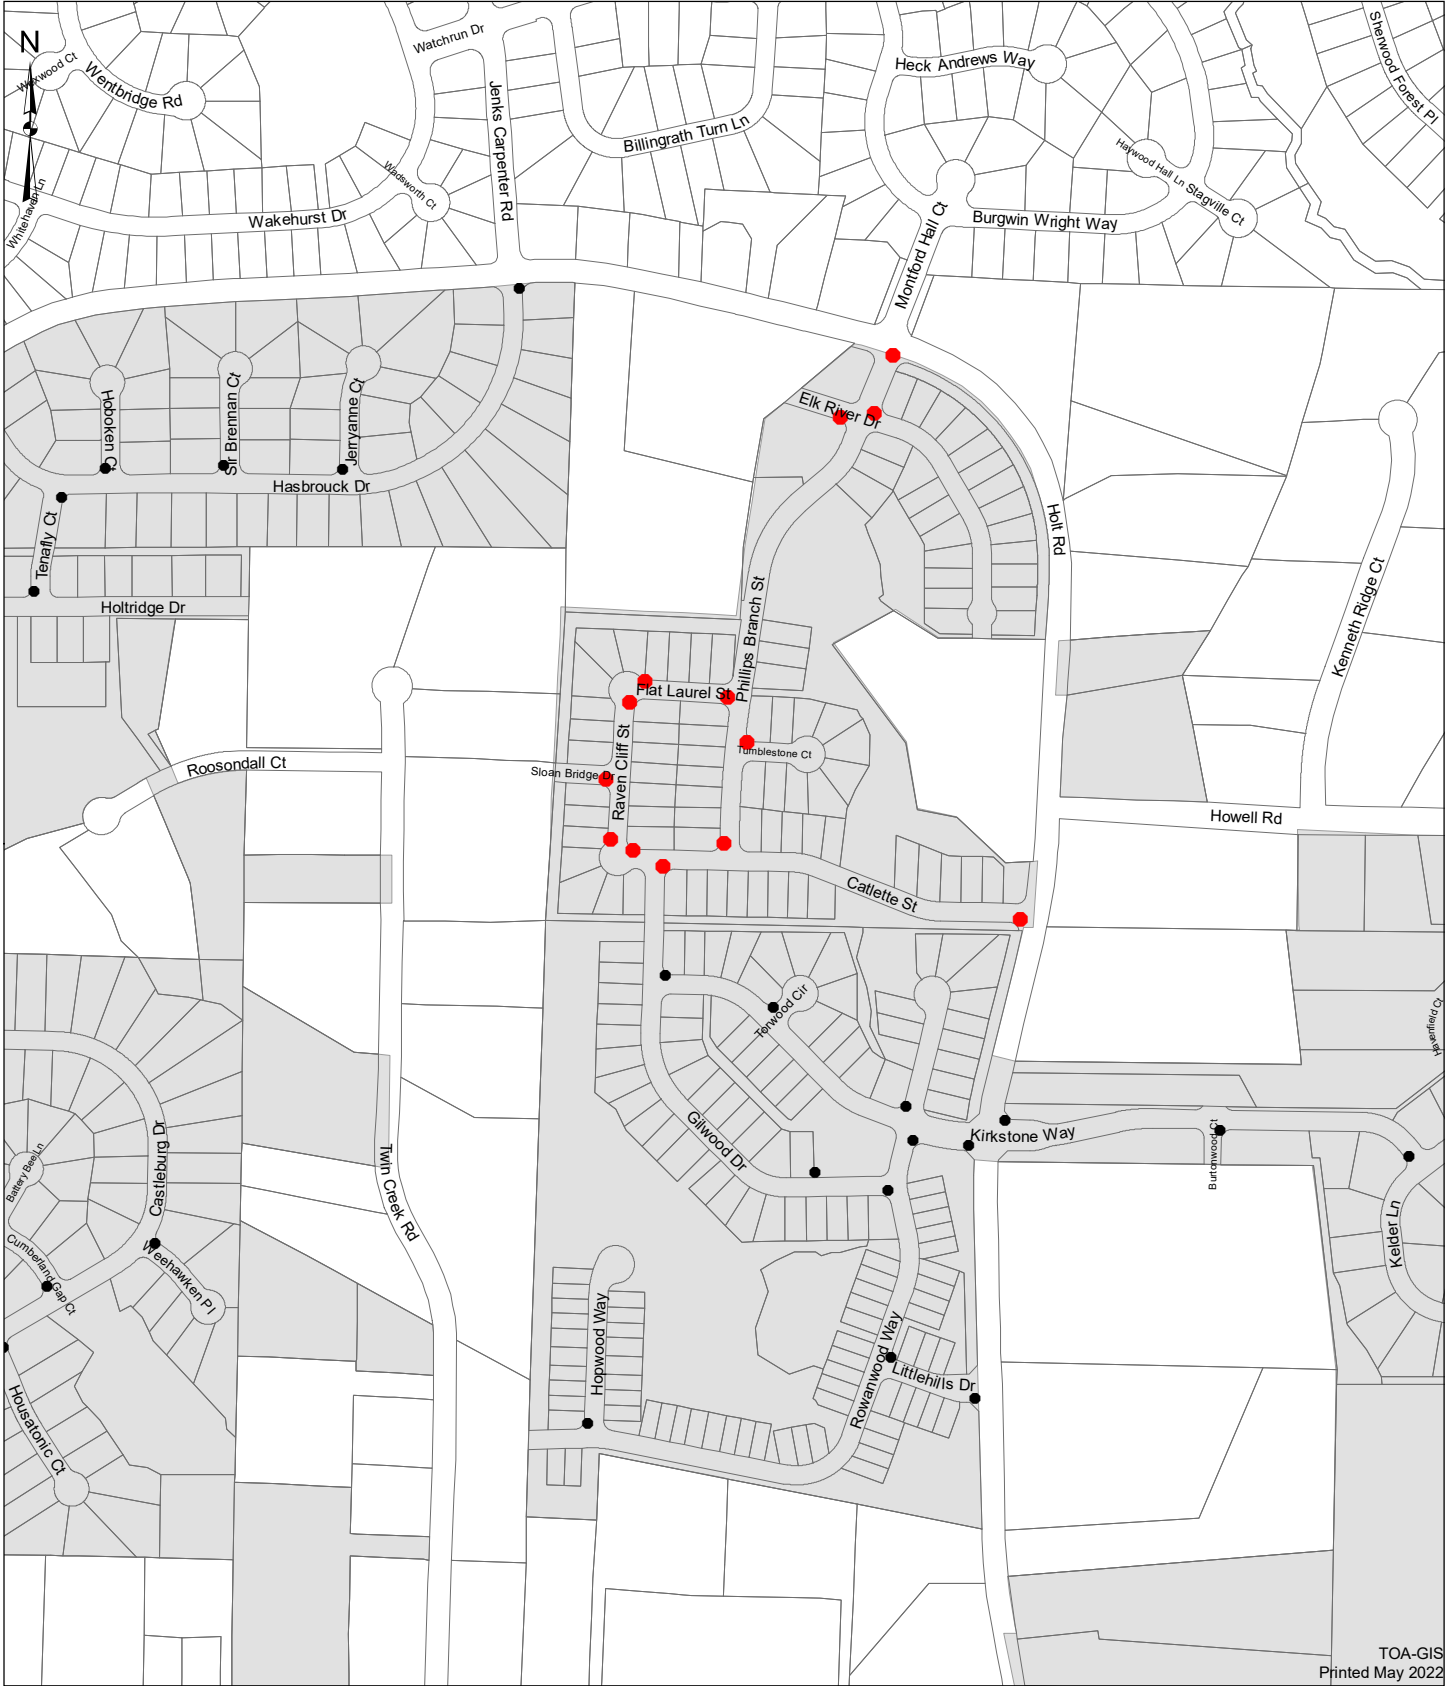 N
Watchrun Dr
Waxwood Ct
Wentbridge Rd
Jenks Carpenter Rd
Billingrath Turn Ln
Heck Andrews Way
Sherwood Forest Pl
Haywood Hall Ln
Stagville Ct
Wadsworth Ct
Whitehaven Ln
Wakehurst Dr
Montford Hall Ct
Burgwin Wright Way
Hoboken Ct
Sir Brennan Ct
Jerryanne Ct
Elk River Dr
Hasbrouck Dr
Tenafly Ct
Holt Rd
Holtridge Dr
Phillips Branch St
Kenneth Ridge Ct
Flat Laurel St
Raven Cliff St
Tumblestone Ct
Roosondall Ct
Sloan Bridge Dr
Howell Rd
Catlette St
Torwood Cir
Havenfield Ct
Gilwood Dr
Kirkstone Way
Burtonwood Ct
Castleburg Dr
Battery Bee Ln
Twin Creek Rd
Kelder Ln
Cumberland Gap Ct
Weehawken Pl
Hopwood Way
Rowanwood Way
Littlehills Dr
Housatonic Ct
TOA-GIS
Printed May 2022